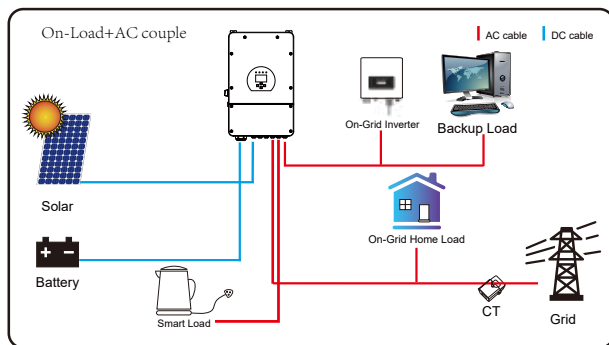 On-Load+AC couple
AC cable
DC cable
On-Grid Inverter
Backup Load
Solar
On-Grid Home Load
Battery
+ −
Smart Load
CT
Grid